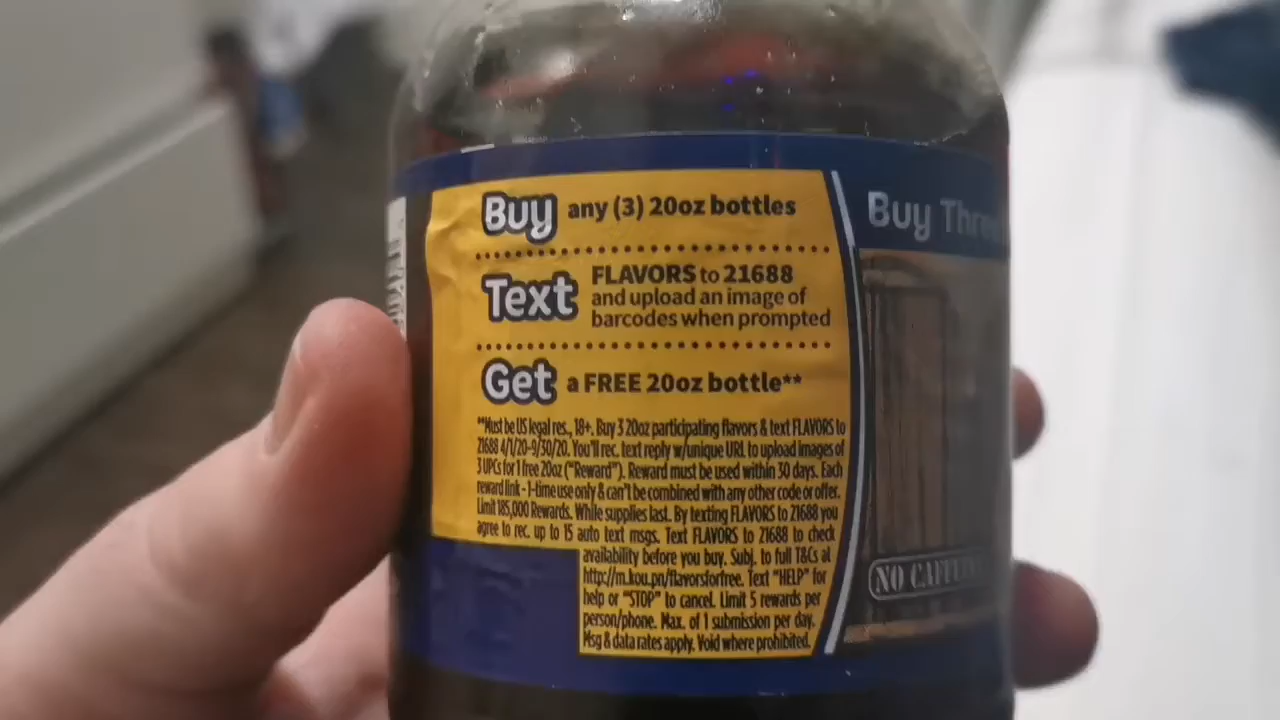 Buy any (3) 20oz bottles
Text FLAVORS to 21688
and upload an image of
barcodes when prompted
Get a FREE 20oz bottle**
**Must be US legal res., 18+. Buy 3 20oz participating flavors & text FLAVORS to
21688 4/1/20-9/30/20. You'll rec. text reply w/unique URL to upload images of
3 UPCs for 1 free 20oz ("Reward"). Reward must be used within 30 days. Each
reward link - 1-time use only & can't be combined with any other code or offer.
Limit 185,000 Rewards. While supplies last. By texting FLAVORS to 21688 you
agree to rec. up to 15 auto text msgs. Text FLAVORS to 21688 to check
availability before you buy. Subj. to full T&Cs at
http://m.kou.pn/flavorsforfree. Text "HELP" for
help or "STOP" to cancel. Limit 5 rewards per
person/phone. Max. of 1 submission per day.
Msg & data rates apply. Void where prohibited.
Buy Three
NO CAFFEINE